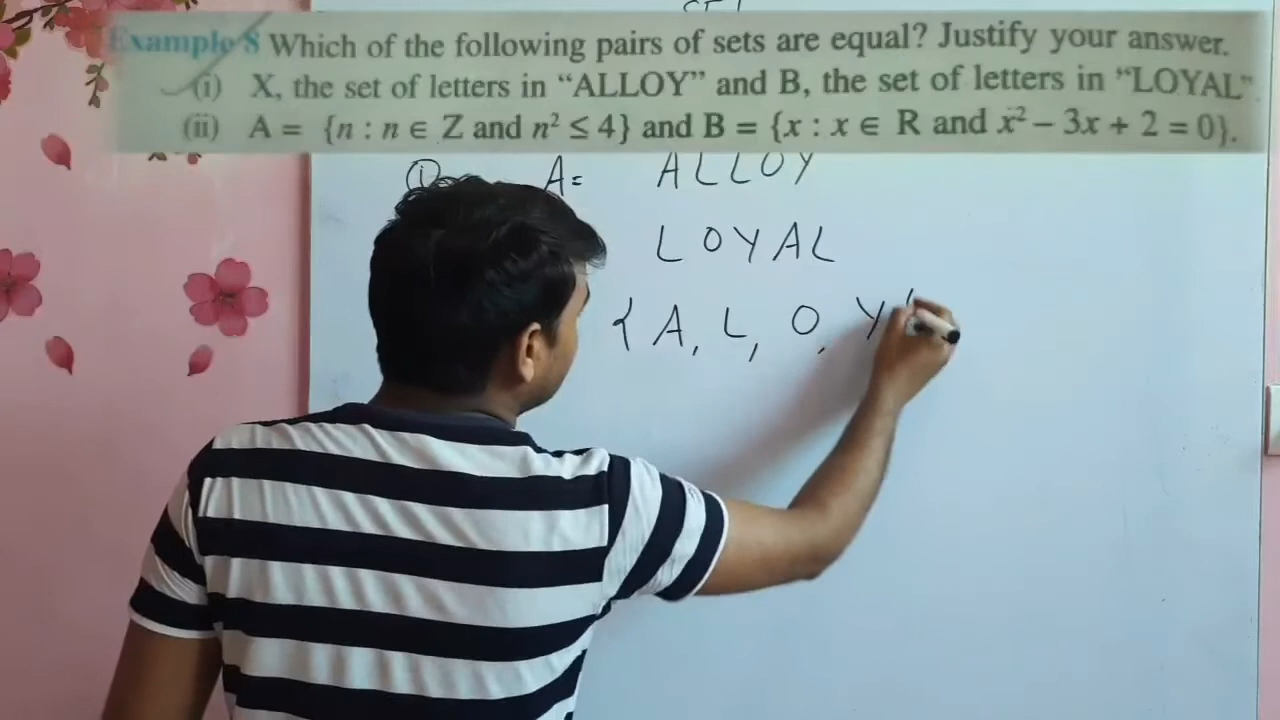 SET
Example 8 Which of the following pairs of sets are equal? Justify your answer.
(i) X, the set of letters in “ALLOY” and B, the set of letters in “LOYAL”.
(ii) A = {n : n ∈ Z and n² ≤ 4} and B = {x : x ∈ R and x² – 3x + 2 = 0}.
① A= ALLOY
LOYAL
{ A, L, O, Y